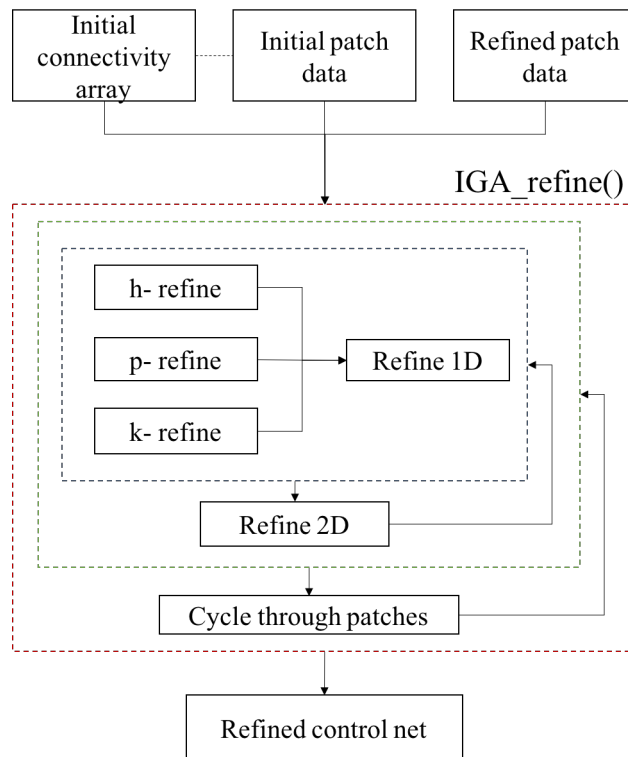 Initial
connectivity
array
Initial patch
data
Refined patch
data
IGA_refine()
h- refine
p- refine
k- refine
Refine 1D
Refine 2D
Cycle through patches
Refined control net